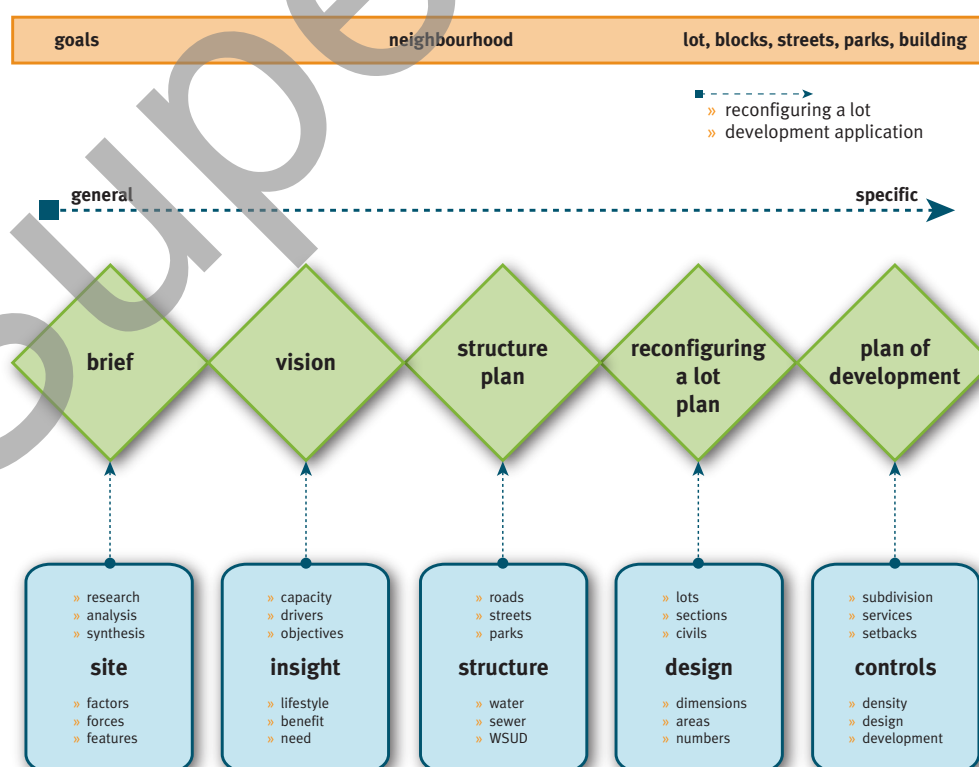 goals neighbourhood lot, blocks, streets, parks, building
» reconfiguring a lot
» development application
general specific
brief
vision
structure
plan
reconfiguring
a lot
plan
plan of
development
» research
» analysis
» synthesis
site
» factors
» forces
» features
» capacity
» drivers
» objectives
insight
» lifestyle
» benefit
» need
» roads
» streets
» parks
structure
» water
» sewer
» WSUD
» lots
» sections
» civils
design
» dimensions
» areas
» numbers
» subdivision
» services
» setbacks
controls
» density
» design
» development